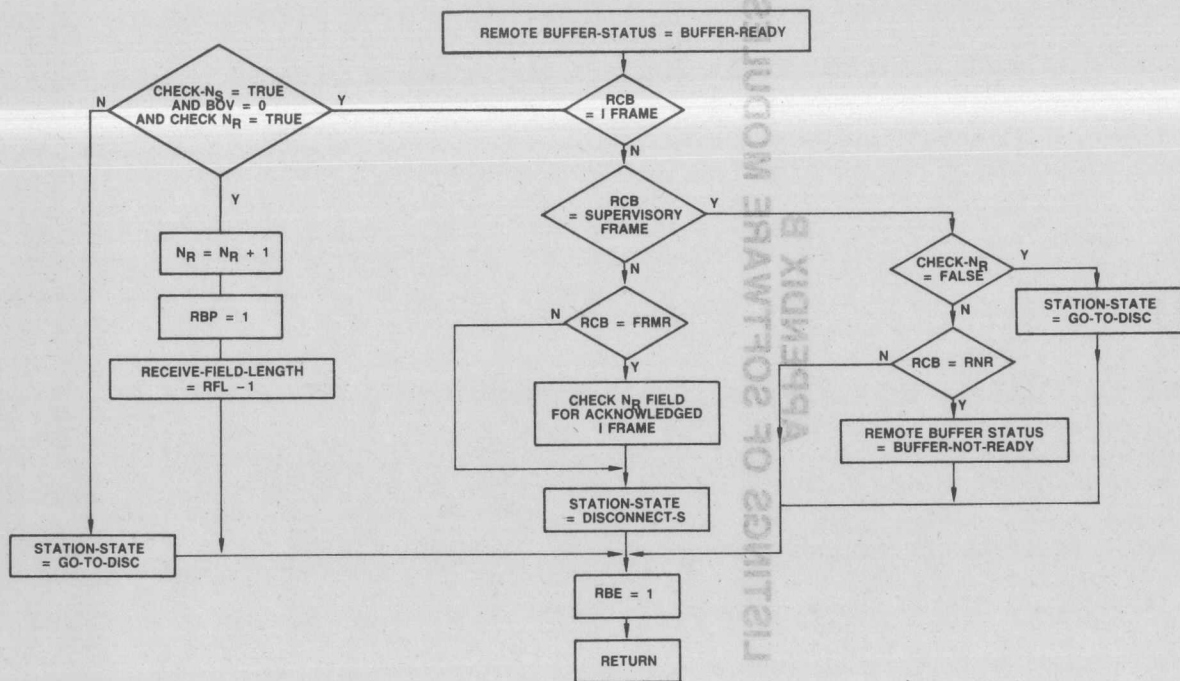 REMOTE BUFFER-STATUS = BUFFER-READY
RCB
= I FRAME
Y
N
CHECK-NS = TRUE
AND BOV = 0
AND CHECK NR = TRUE
N
Y
NR = NR + 1
RBP = 1
RECEIVE-FIELD-LENGTH
= RFL -1
STATION-STATE
= GO-TO-DISC
RCB
= SUPERVISORY
FRAME
Y
N
RCB = FRMR
N
Y
CHECK NR FIELD
FOR ACKNOWLEDGED
I FRAME
STATION-STATE
= DISCONNECT-S
CHECK-NR
= FALSE
Y
N
STATION-STATE
= GO-TO-DISC
RCB = RNR
N
Y
REMOTE BUFFER STATUS
= BUFFER-NOT-READY
RBE = 1
RETURN
APPENDIX B
LISTINGS OF SOFTWARE MODULES